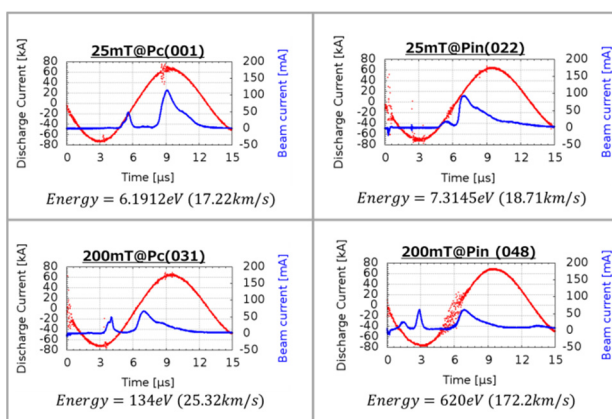 25mT@Pc(001)
Discharge Current [kA]
80
60
40
20
0
-20
-40
-60
-80
200
150
100
50
0
-50
Beam current [mA]
0 3 6 9 12 15
Time [µs]
Energy = 6.1912eV (17.22km/s)
25mT@Pin(022)
Discharge Current [kA]
80
60
40
20
0
-20
-40
-60
-80
200
150
100
50
0
-50
Beam current [mA]
0 3 6 9 12 15
Time [µs]
Energy = 7.3145eV (18.71km/s)
200mT@Pc(031)
Discharge Current [kA]
80
60
40
20
0
-20
-40
-60
-80
200
150
100
50
0
-50
Beam current [mA]
0 3 6 9 12 15
Time [µs]
Energy = 134eV (25.32km/s)
200mT@Pin (048)
Discharge Current [kA]
80
60
40
20
0
-20
-40
-60
-80
200
150
100
50
0
-50
Beam current [mA]
0 3 6 9 12 15
Time [µs]
Energy = 620eV (172.2km/s)